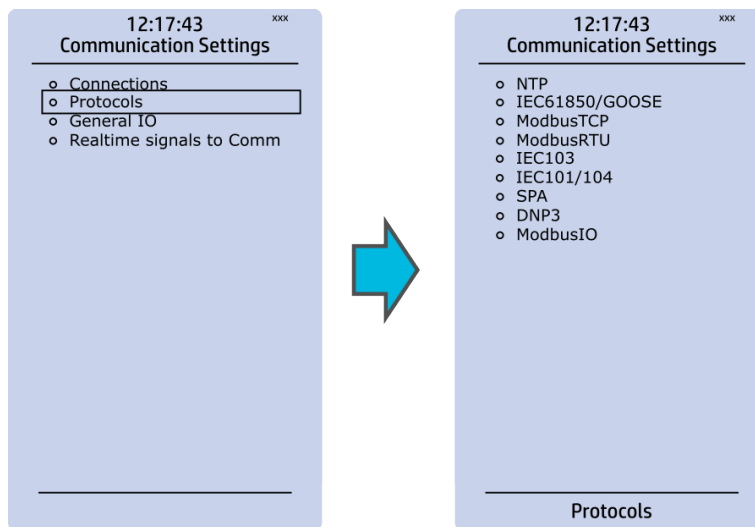 12:17:43
xxx
Communication Settings
Connections
Protocols
General IO
Realtime signals to Comm
12:17:43
xxx
Communication Settings
NTP
IEC61850/GOOSE
ModbusTCP
ModbusRTU
IEC103
IEC101/104
SPA
DNP3
ModbusIO
Protocols